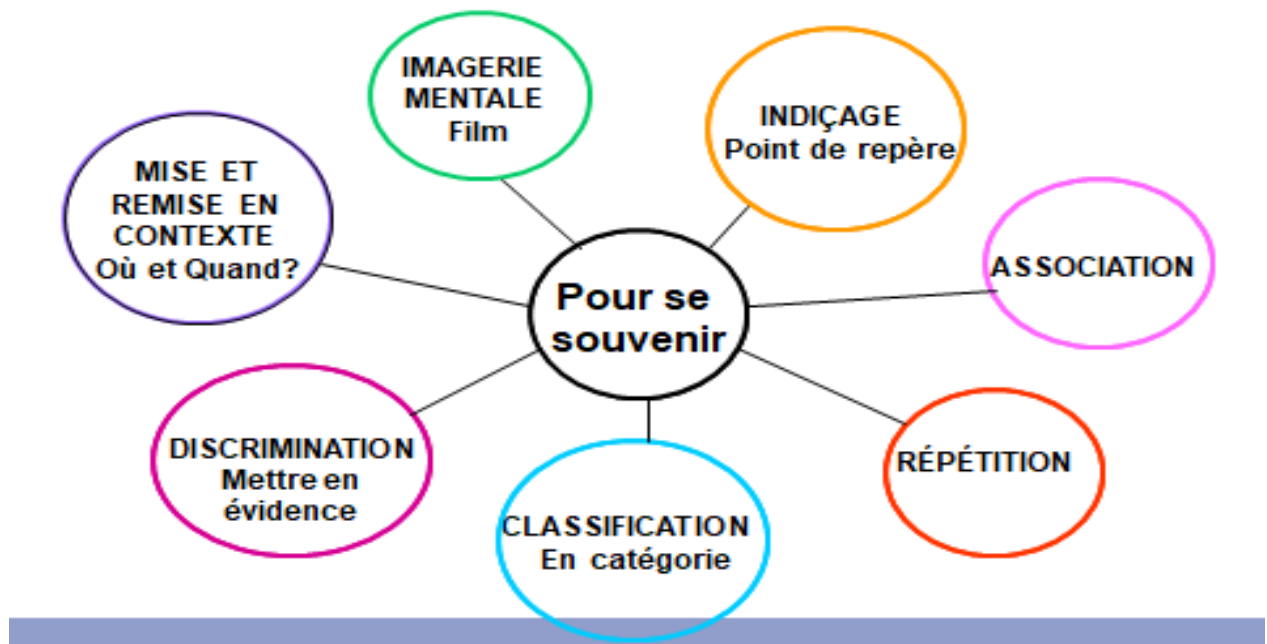 IMAGERIE
MENTALE
Film
INDIÇAGE
Point de repère
MISE ET
REMISE EN
CONTEXTE
Où et Quand?
ASSOCIATION
Pour se
souvenir
DISCRIMINATION
Mettre en
évidence
RÉPÉTITION
CLASSIFICATION
En catégorie